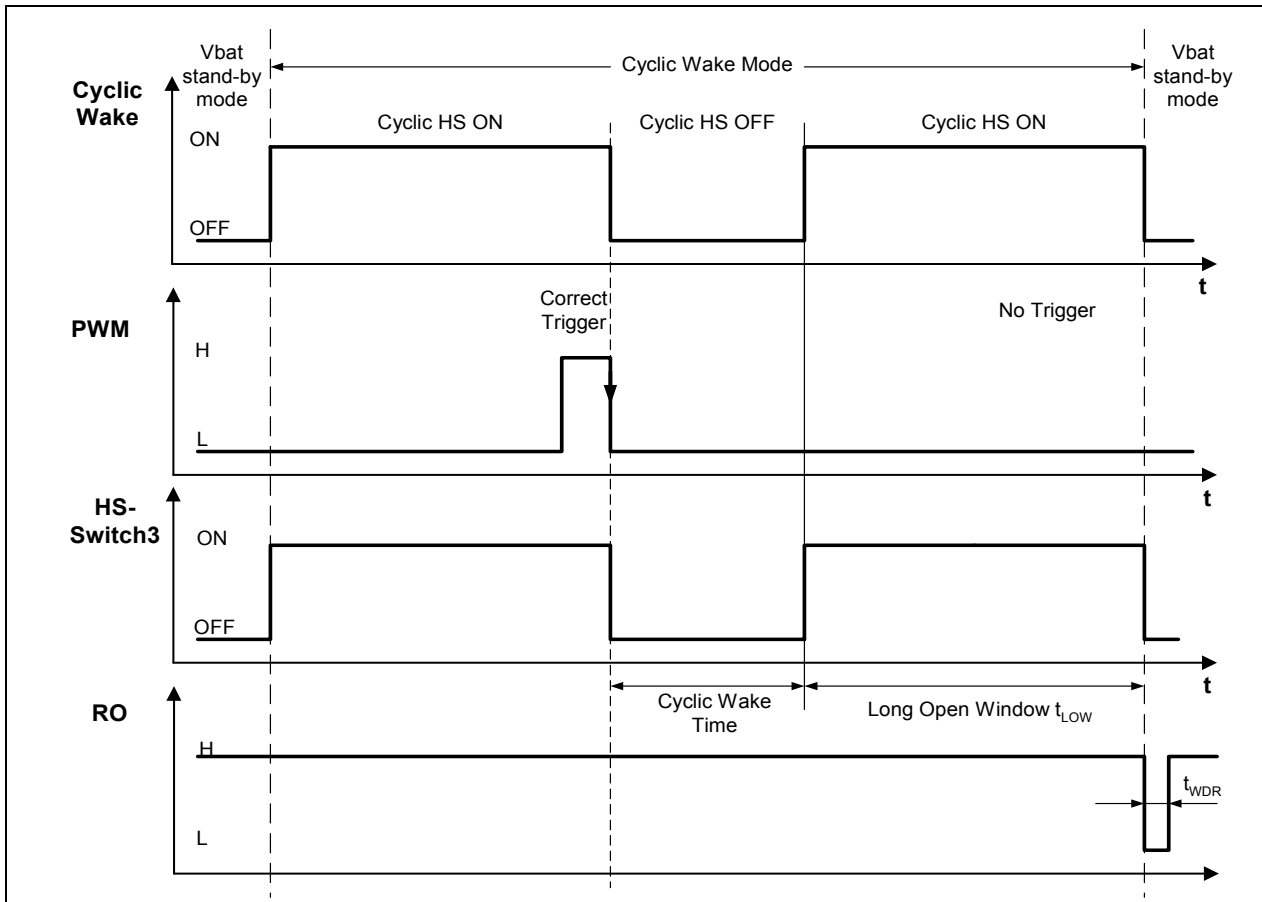 Vbat
stand-by
mode
Cyclic Wake Mode
Vbat
stand-by
mode
Cyclic
Wake
ON
Cyclic HS ON
Cyclic HS OFF
Cyclic HS ON
OFF
t
PWM
H
Correct
Trigger
No Trigger
L
t
HS-
Switch3
ON
OFF
t
RO
Cyclic Wake
Time
Long Open Window tLOW
H
tWDR
L